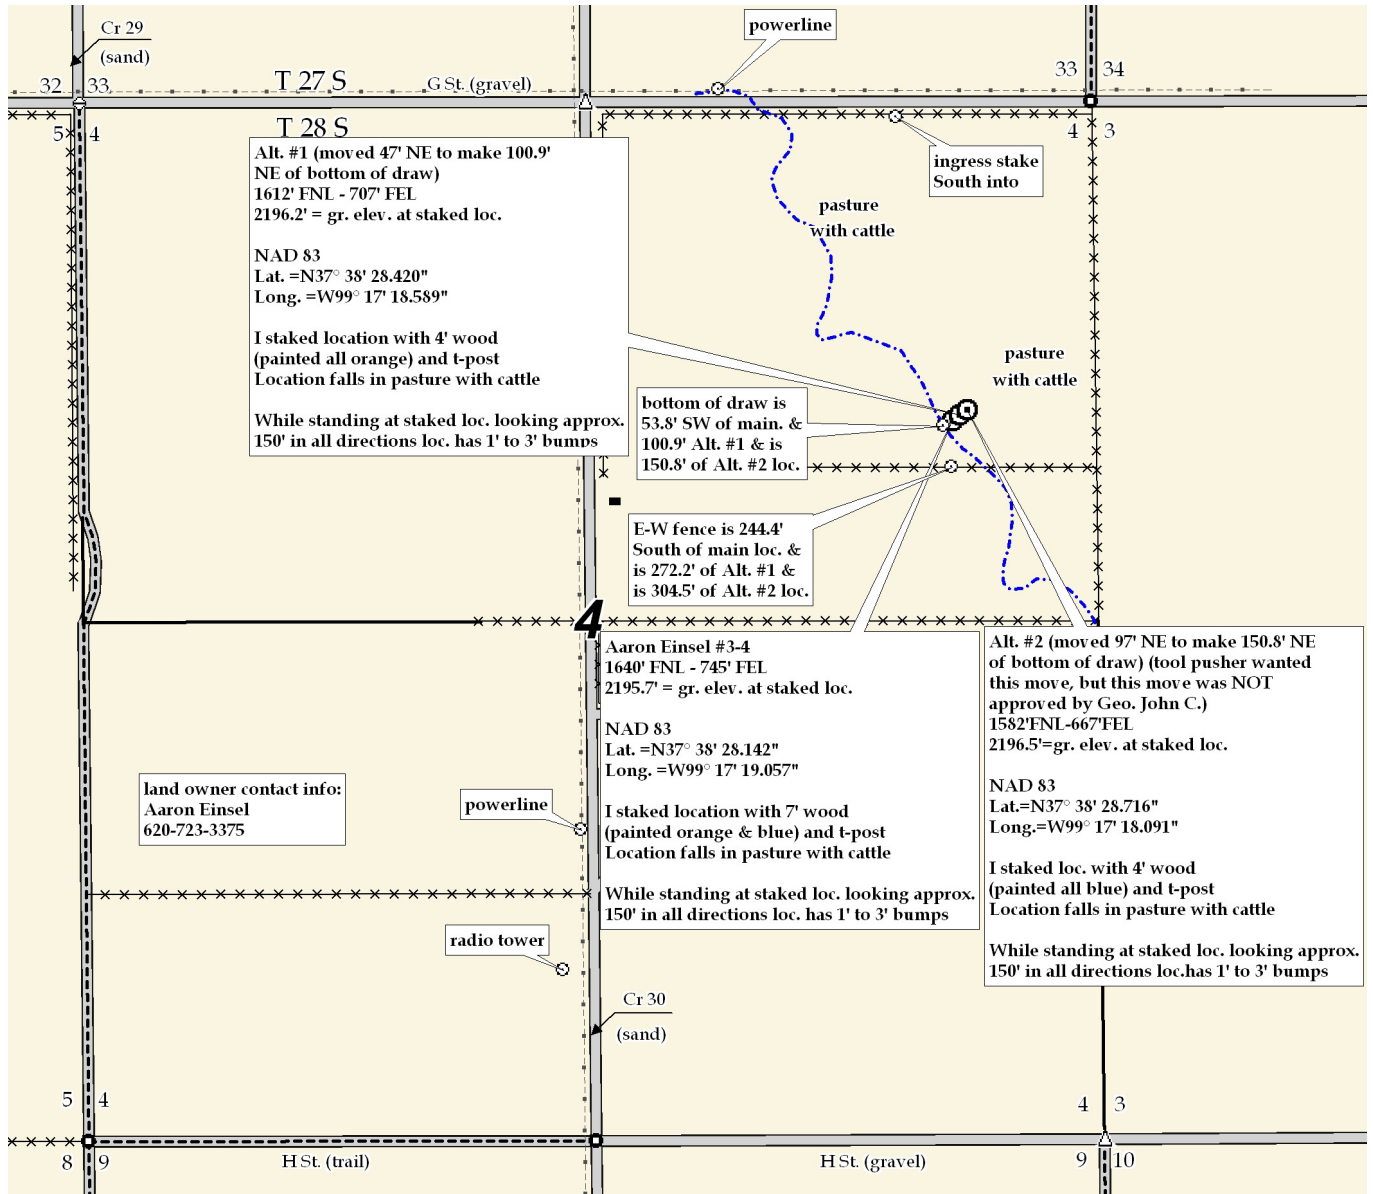 Cr 29
(sand)
powerline
32 33
T 27 S
G St. (gravel)
33 34
5 4
T 28 S
4 3
Alt. #1 (moved 47' NE to make 100.9'
NE of bottom of draw)
1612' FNL - 707' FEL
2196.2' = gr. elev. at staked loc.
NAD 83
Lat. =N37° 38' 28.420"
Long. =W99° 17' 18.589"
I staked location with 4' wood
(painted all orange) and t-post
Location falls in pasture with cattle
While standing at staked loc. looking approx.
150' in all directions loc. has 1' to 3' bumps
ingress stake
South into
pasture
with cattle
pasture
with cattle
bottom of draw is
53.8' SW of main. &
100.9' Alt. #1 & is
150.8' of Alt. #2 loc.
E-W fence is 244.4'
South of main loc. &
is 272.2' of Alt. #1 &
is 304.5' of Alt. #2 loc.
4
Aaron Einsel #3-4
1640' FNL - 745' FEL
2195.7' = gr. elev. at staked loc.
NAD 83
Lat. =N37° 38' 28.142"
Long. =W99° 17' 19.057"
I staked location with 7' wood
(painted orange & blue) and t-post
Location falls in pasture with cattle
While standing at staked loc. looking approx.
150' in all directions loc. has 1' to 3' bumps
Alt. #2 (moved 97' NE to make 150.8' NE
of bottom of draw) (tool pusher wanted
this move, but this move was NOT
approved by Geo. John C.)
1582'FNL-667'FEL
2196.5'=gr. elev. at staked loc.
NAD 83
Lat.=N37° 38' 28.716"
Long.=W99° 17' 18.091"
I staked loc. with 4' wood
(painted all blue) and t-post
Location falls in pasture with cattle
While standing at staked loc. looking approx.
150' in all directions loc.has 1' to 3' bumps
land owner contact info:
Aaron Einsel
620-723-3375
powerline
radio tower
Cr 30
(sand)
5 4
4 3
8 9
H St. (trail)
H St. (gravel)
9 10